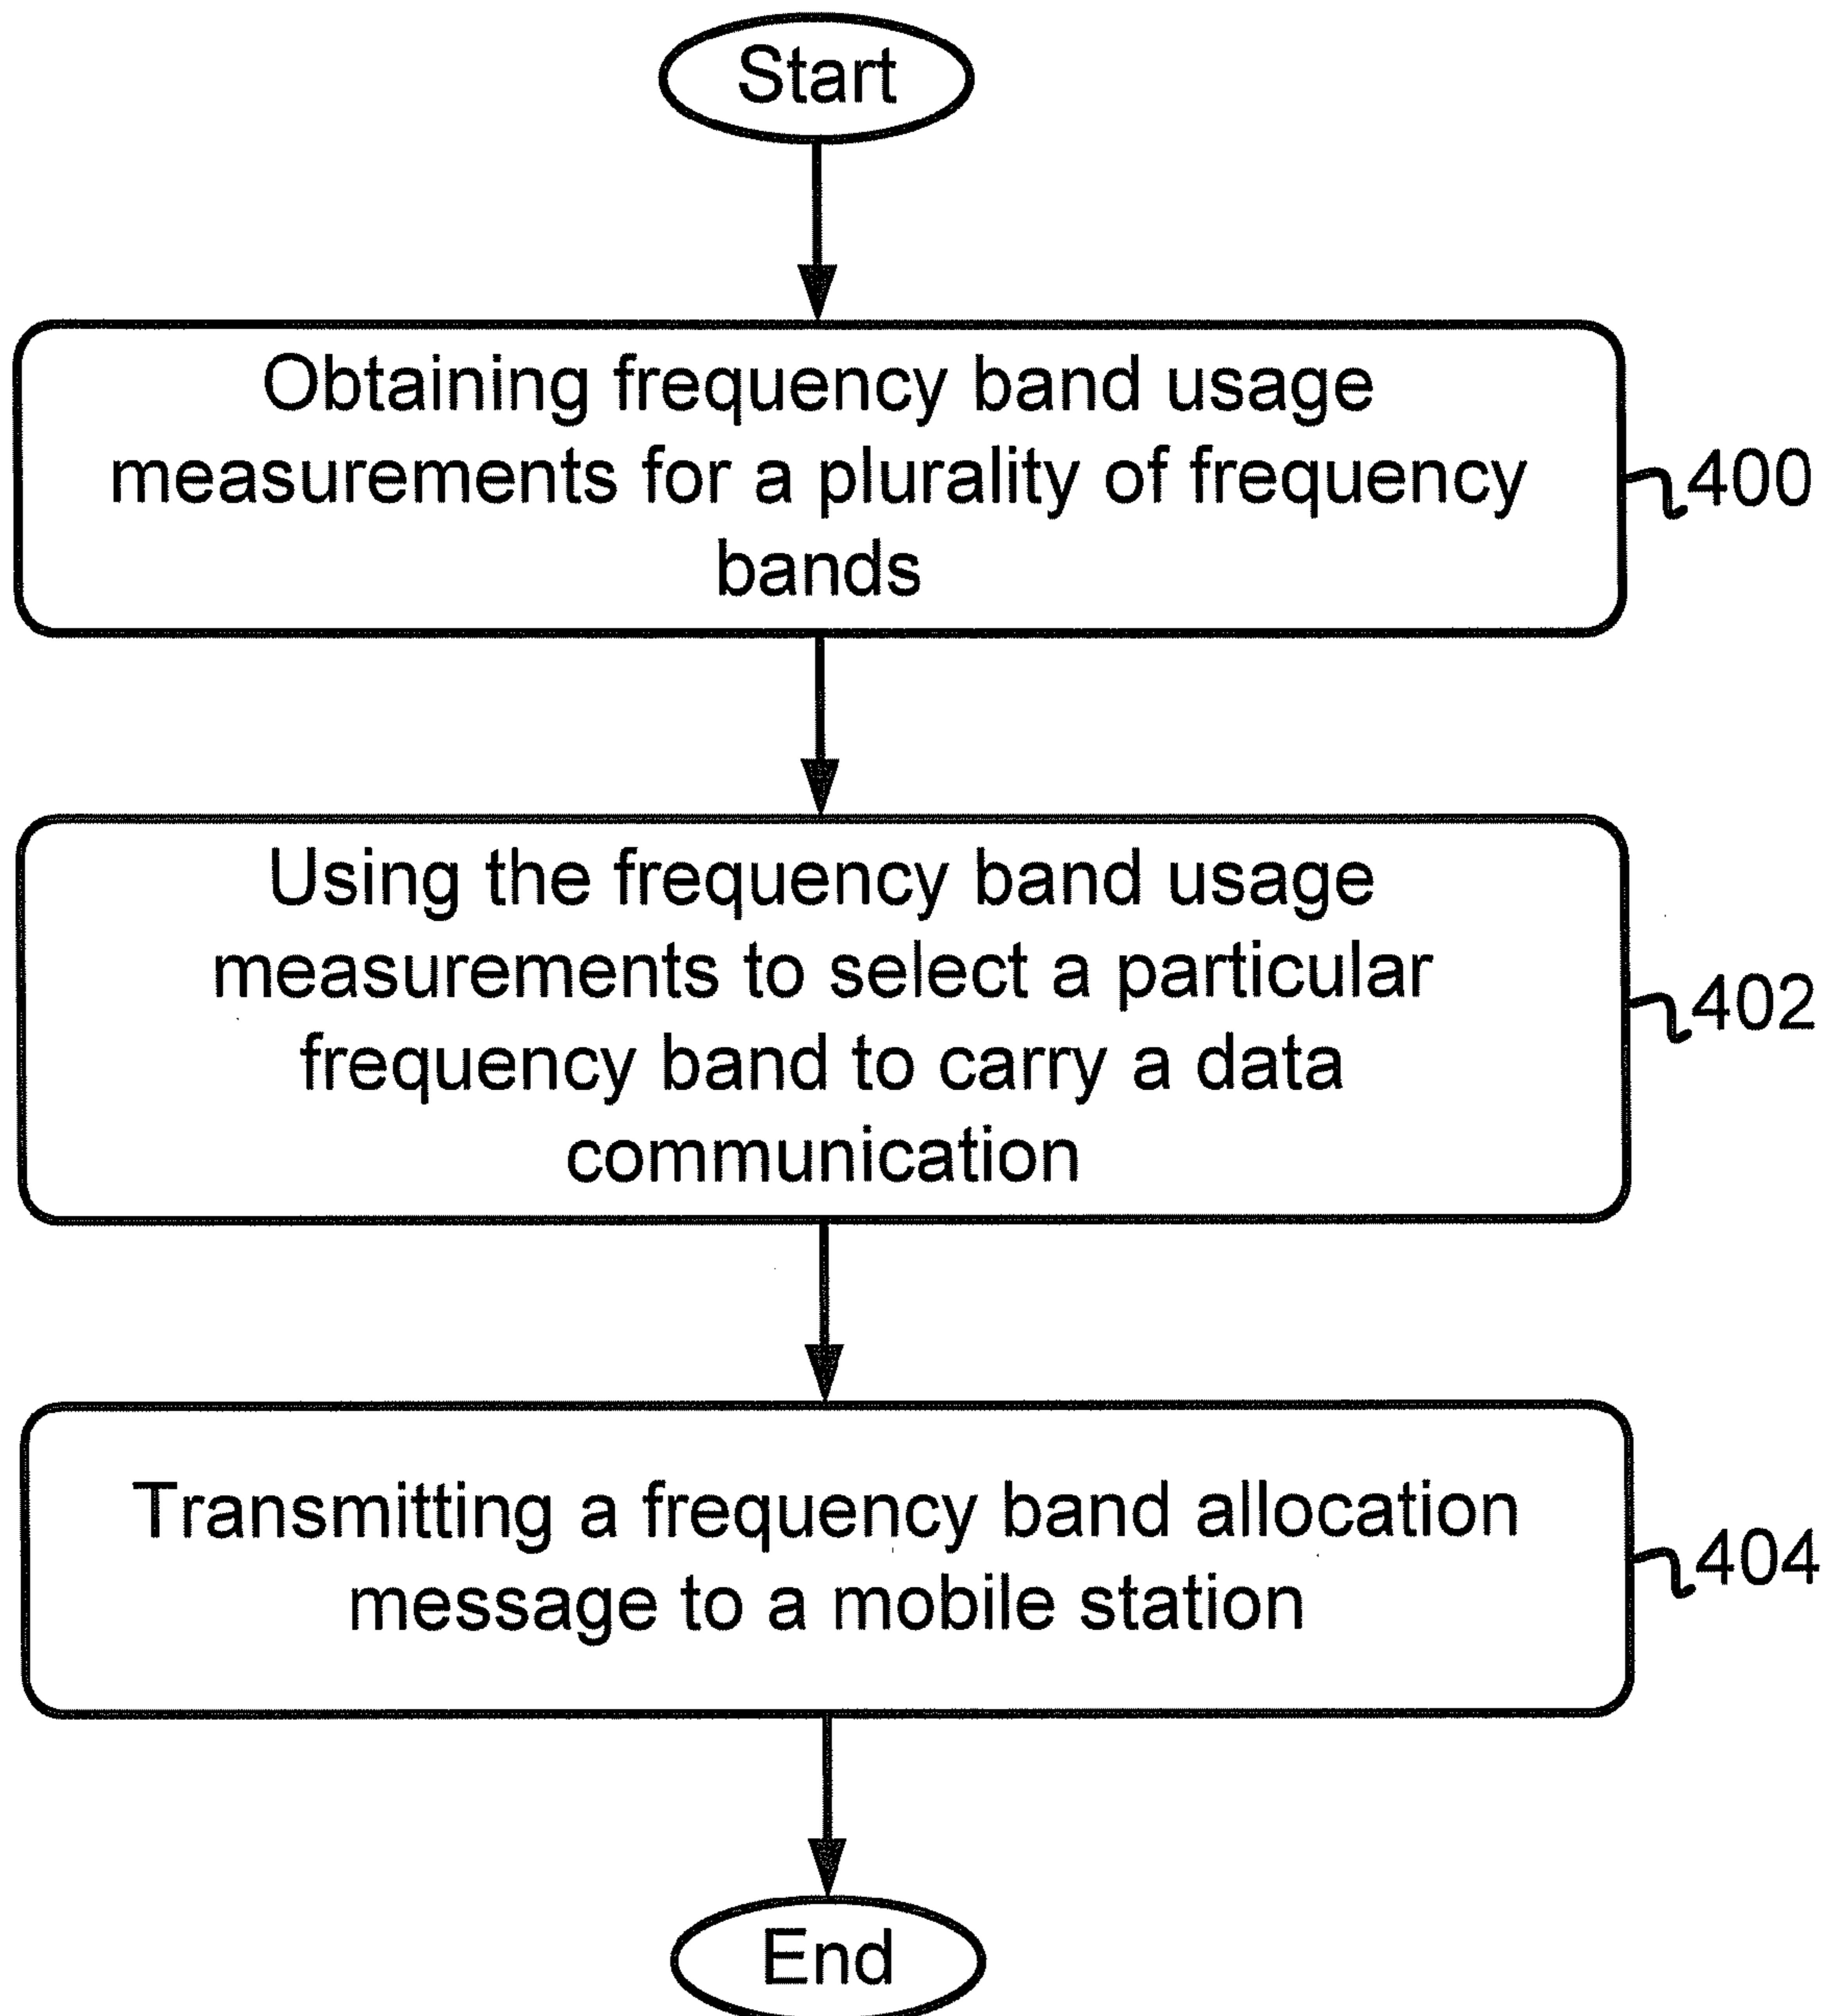 Start
Obtaining frequency band usage
measurements for a plurality of frequency
bands
400
Using the frequency band usage
measurements to select a particular
frequency band to carry a data
communication
402
Transmitting a frequency band allocation
message to a mobile station
404
End